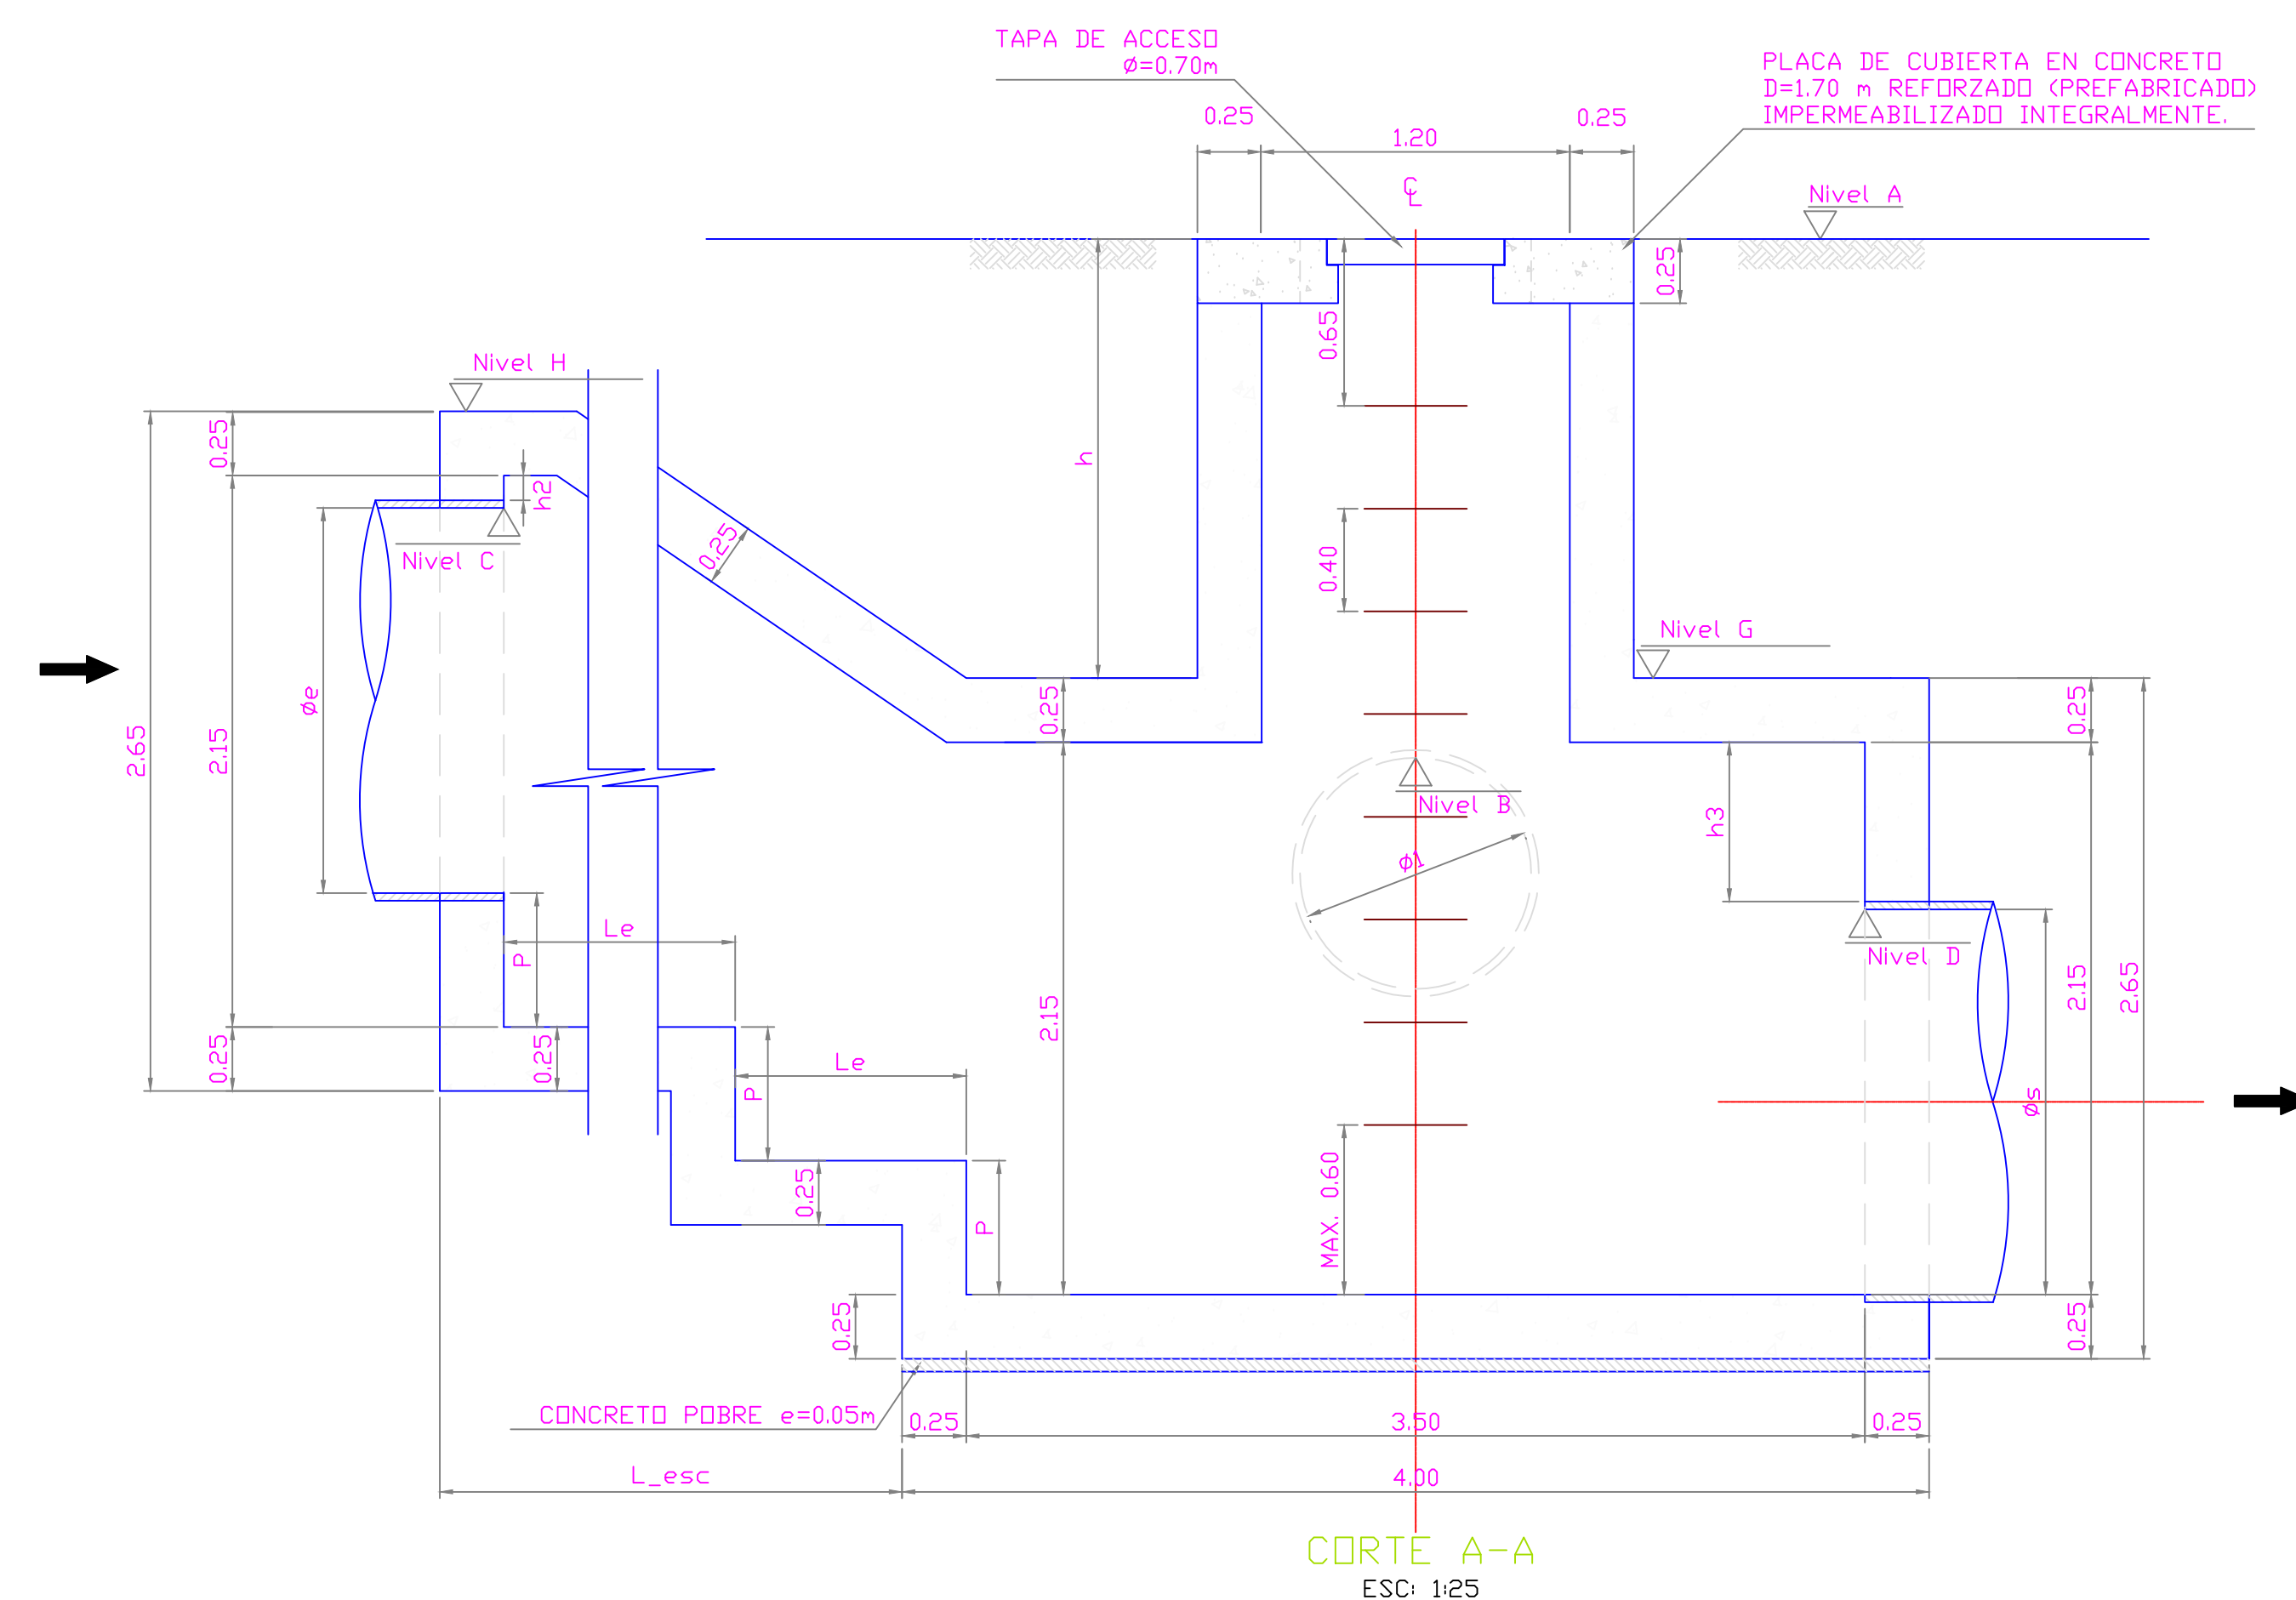 TAPA DE ACCESO
ø=0.70m
PLACA DE CUBIERTA EN CONCRETO
D=1.70 m REFORZADO (PREFABRICADO)
IMPERMEABILIZADO INTEGRALMENTE.
0.25
1.20
0.25
℄
Nivel A
0.25
0.65
Nivel H
0.25
h2
h
Nivel C
0.25
0.40
Nivel G
øe
2.65
2.15
0.25
0.25
Nivel B
h3
ø1
Le
P
Nivel D
2.15
2.15
2.65
0.25
0.25
Le
P
øs
0.25
MAX. 0.60
P
0.25
0.25
CONCRETO POBRE e=0.05m
0.25
3.50
0.25
L_esc
4.00
CORTE A-A
ESC: 1:25